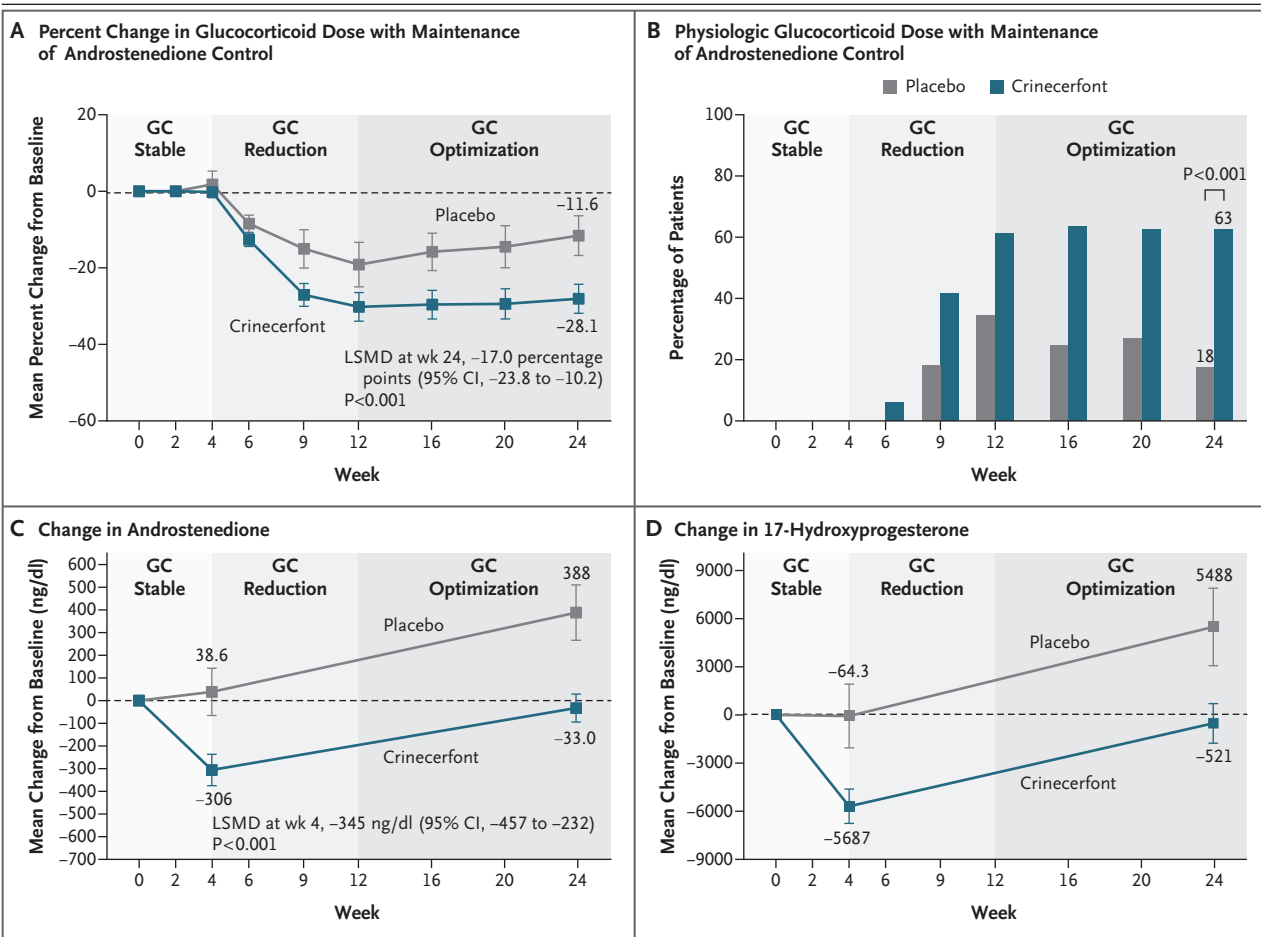 A Percent Change in Glucocorticoid Dose with Maintenance
of Androstenedione Control
Mean Percent Change from Baseline
20
0
–20
–40
–60
GC
Stable
GC
Reduction
GC
Optimization
–11.6
Placebo
Crinecerfont
–28.1
LSMD at wk 24, –17.0 percentage
points (95% CI, –23.8 to –10.2)
P<0.001
0 2 4 6 9 12 16 20 24
Week
B Physiologic Glucocorticoid Dose with Maintenance
of Androstenedione Control
Placebo Crinecerfont
Percentage of Patients
100
80
60
40
20
0
GC
Stable
GC
Reduction
GC
Optimization
P<0.001
63
18
0 2 4 6 9 12 16 20 24
Week
C Change in Androstenedione
Mean Change from Baseline (ng/dl)
600
500
400
300
200
100
0
–100
–200
–300
–400
–500
–600
–700
GC
Stable
GC
Reduction
GC
Optimization
388
Placebo
38.6
–33.0
Crinecerfont
–306
LSMD at wk 4, –345 ng/dl (95% CI, –457 to –232)
P<0.001
0 2 4 6 9 12 16 20 24
Week
D Change in 17-Hydroxyprogesterone
Mean Change from Baseline (ng/dl)
9000
6000
3000
0
–3000
–6000
–9000
GC
Stable
GC
Reduction
GC
Optimization
5488
Placebo
–64.3
–521
Crinecerfont
–5687
0 2 4 6 9 12 16 20 24
Week